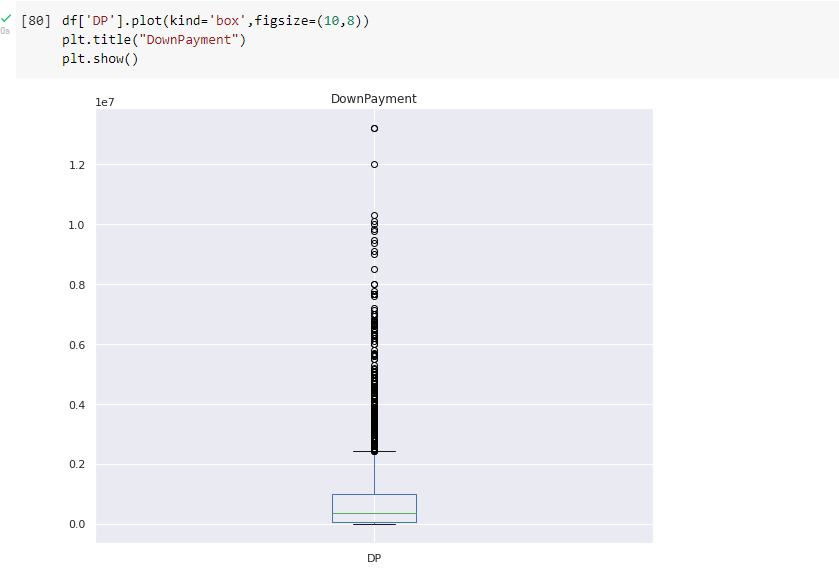 [80] df['DP'].plot(kind='box',figsize=(10,8))
0s
plt.title("DownPayment")
plt.show()
1e7
DownPayment
1.2
1.0
0.8
0.6
0.4
0.2
0.0
DP